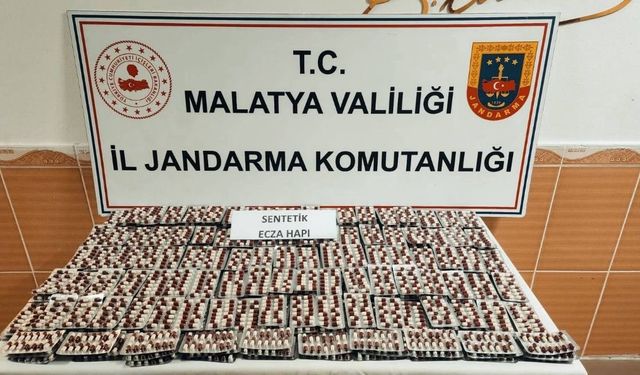 T.C.
MALATYA VALİLİĞİ
İL JANDARMA KOMUTANLIĞI
JANDARMA
SENTETİK
ECZA HAPI